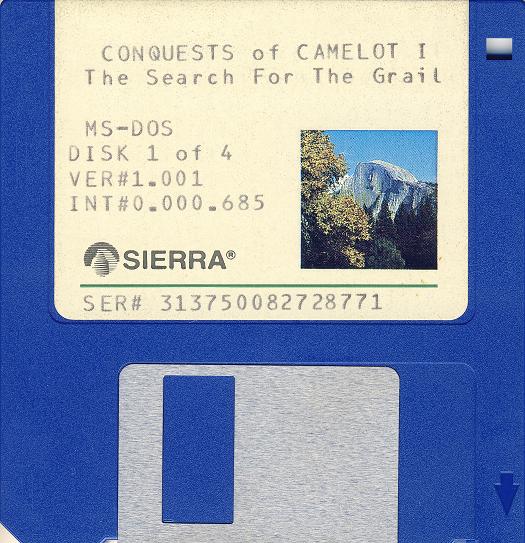 CONQUESTS of CAMELOT I
The Search For The Grail
MS-DOS
DISK 1 of 4
VER#1.001
INT#0.000.685
SIERRA®
SER# 313750082728771